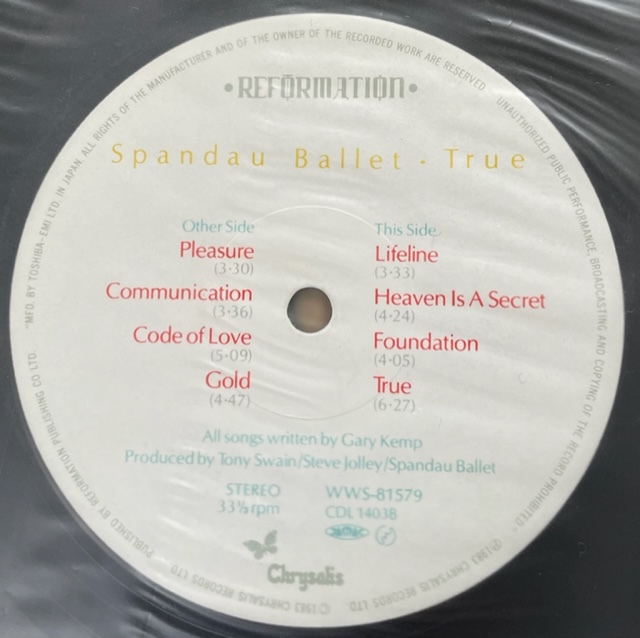 "MFD. BY TOSHIBA-EMI LTD. IN JAPAN. ALL RIGHTS OF THE MANUFACTURER AND OF THE OWNER OF THE RECORDED WORK ARE RESERVED UNAUTHORIZED PUBLIC PERFORMANCE, BROADCASTING AND COPYING OF THE RECORD PROHIBITED"
•REFORMATION•
Spandau Ballet · True
Other Side
Pleasure
(3·30)
Communication
(3·36)
Code of Love
(5·09)
Gold
(4·47)
This Side
Lifeline
(3·33)
Heaven Is A Secret
(4·24)
Foundation
(4·05)
True
(6·27)
All songs written by Gary Kemp
Produced by Tony Swain/Steve Jolley/Spandau Ballet
STEREO
33⅓ rpm
WWS-81579
CDL 1403B
Chrysalis
Ⓟ1983 CHRYSALIS RECORDS LTD ©1983 CHRYSALIS RECORDS LTD PUBLISHED BY REFORMATION PUBLISHING CO LTD.